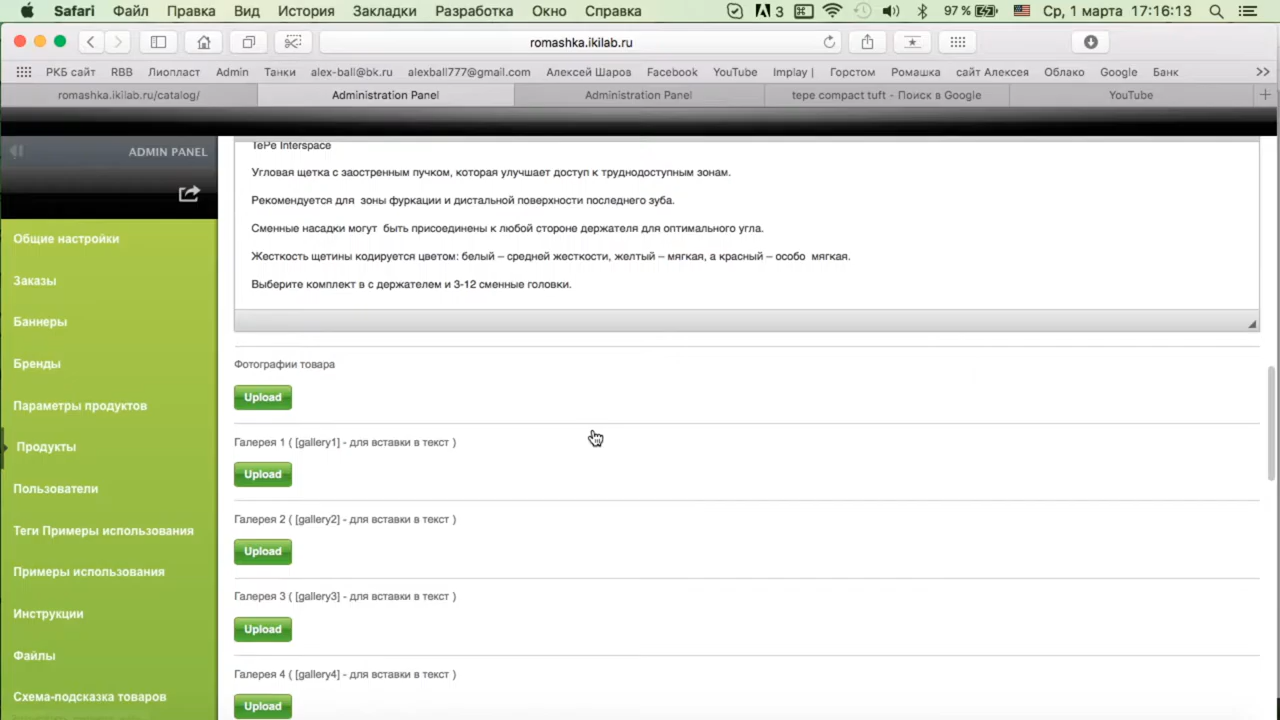 Safari Файл Правка Вид История Закладки Разработка Окно Справка 3 97 % Ср, 1 марта 17:16:13
romashka.ikilab.ru
РКБ сайт RBB Лиопласт Admin Танки alex-ball@bk.ru alexball777@gmail.com Алексей Шаров Facebook YouTube Implay | Горстом Ромашка сайт Алексея Облако Google Банк >>
romashka.ikilab.ru/catalog/ Administration Panel Administration Panel tepe compact tuft - Поиск в Google YouTube +
ADMIN PANEL
Общие настройки
Заказы
Баннеры
Бренды
Параметры продуктов
Продукты
Пользователи
Теги Примеры использования
Примеры использования
Инструкции
Файлы
Схема-подсказка товаров
TePe Interspace
Угловая щетка с заостренным пучком, которая улучшает доступ к труднодоступным зонам.
Рекомендуется для зоны фуркации и дистальной поверхности последнего зуба.
Сменные насадки могут быть присоединены к любой стороне держателя для оптимального угла.
Жесткость щетины кодируется цветом: белый – средней жесткости, желтый – мягкая, а красный – особо мягкая.
Выберите комплект в с держателем и 3-12 сменные головки.
Фотографии товара
Upload
Галерея 1 ( [gallery1] - для вставки в текст )
Upload
Галерея 2 ( [gallery2] - для вставки в текст )
Upload
Галерея 3 ( [gallery3] - для вставки в текст )
Upload
Галерея 4 ( [gallery4] - для вставки в текст )
Upload